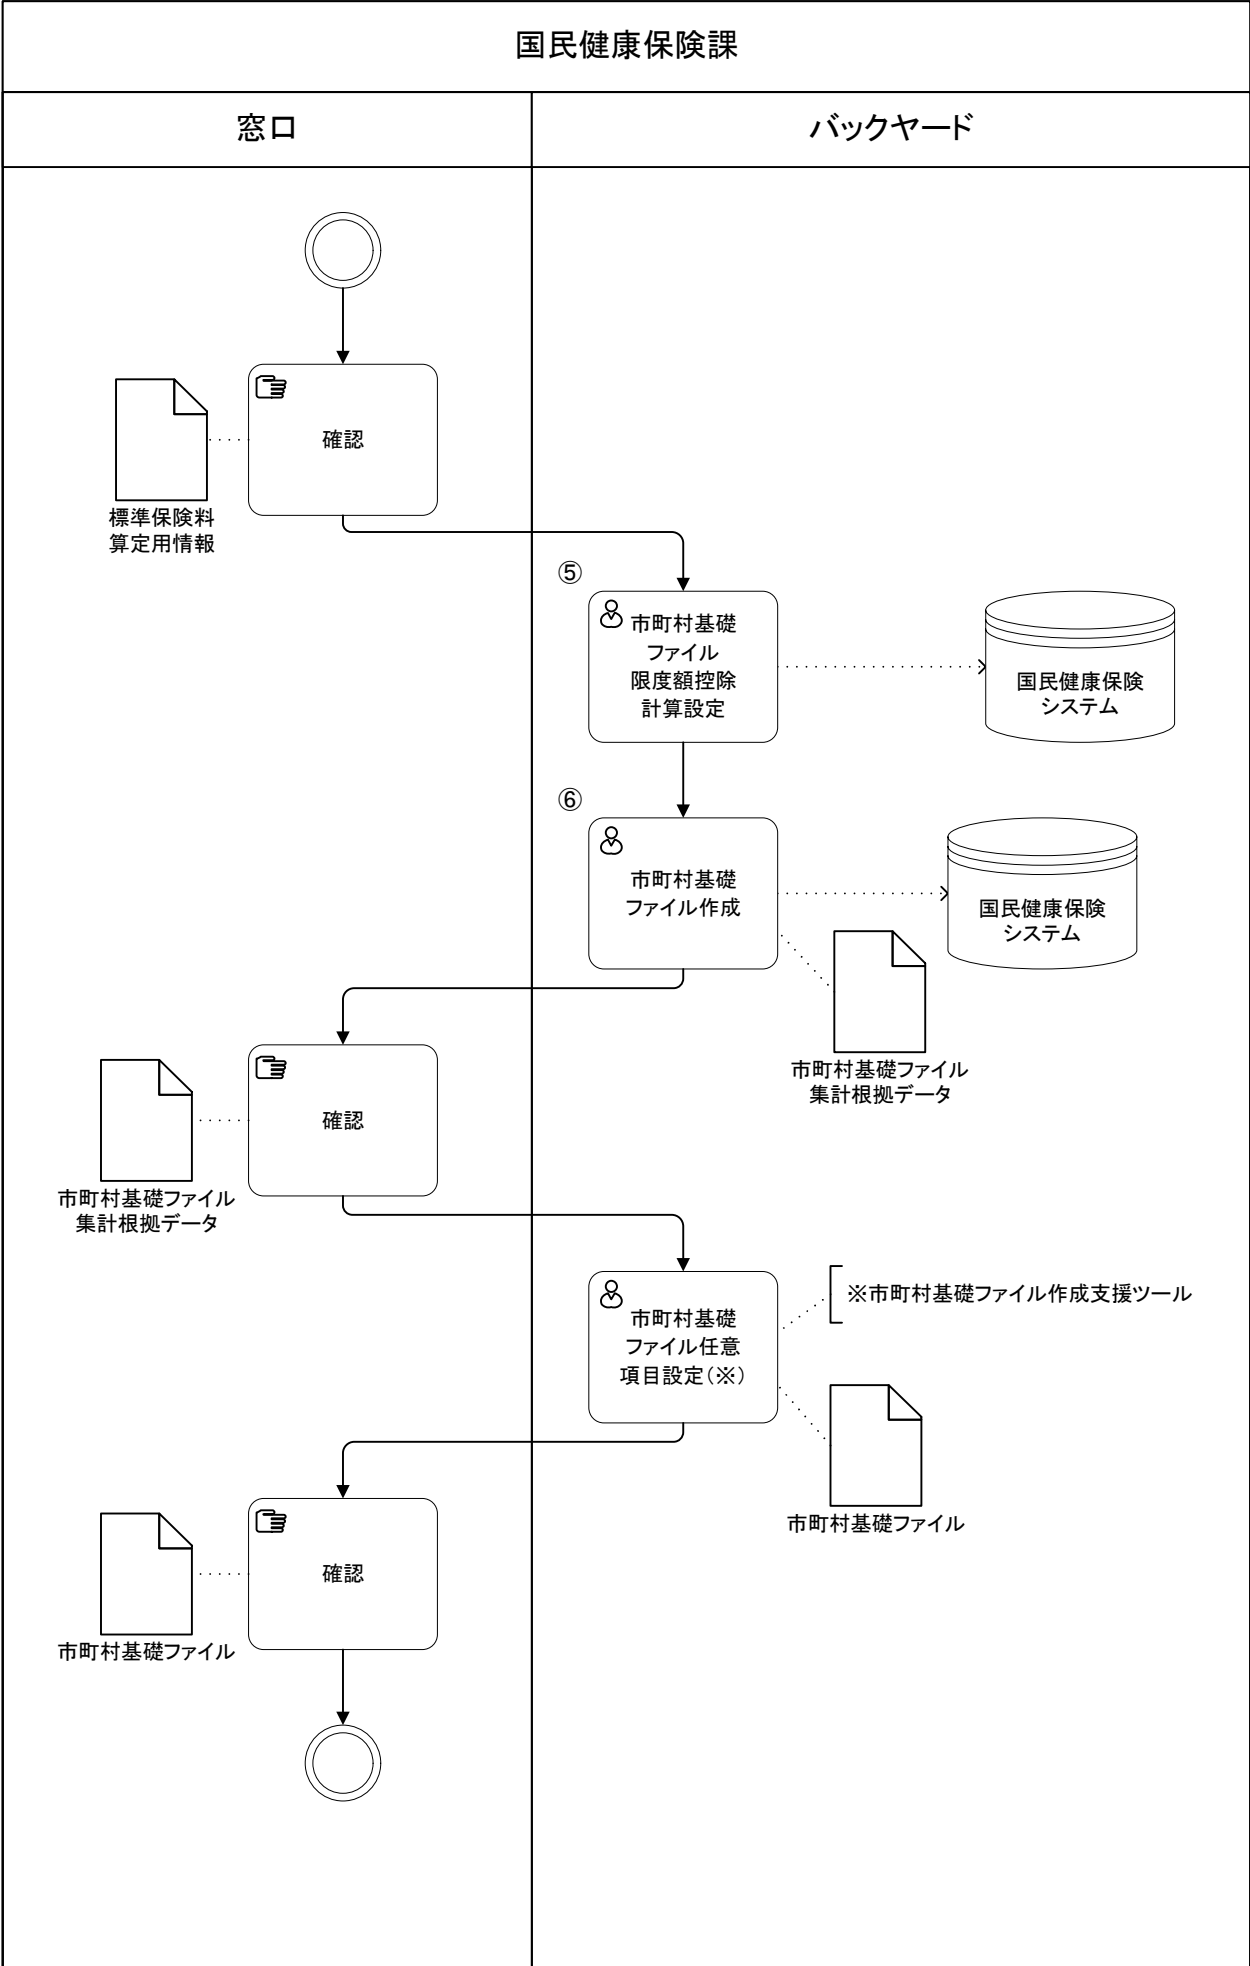 国民健康保険課
窓口
バックヤード
確認
標準保険料
算定用情報
⑤
市町村基礎
ファイル
限度額控除
計算設定
国民健康保険
システム
⑥
市町村基礎
ファイル作成
国民健康保険
システム
市町村基礎ファイル
集計根拠データ
確認
市町村基礎ファイル
集計根拠データ
市町村基礎
ファイル任意
項目設定(※)
※市町村基礎ファイル作成支援ツール
市町村基礎ファイル
確認
市町村基礎ファイル